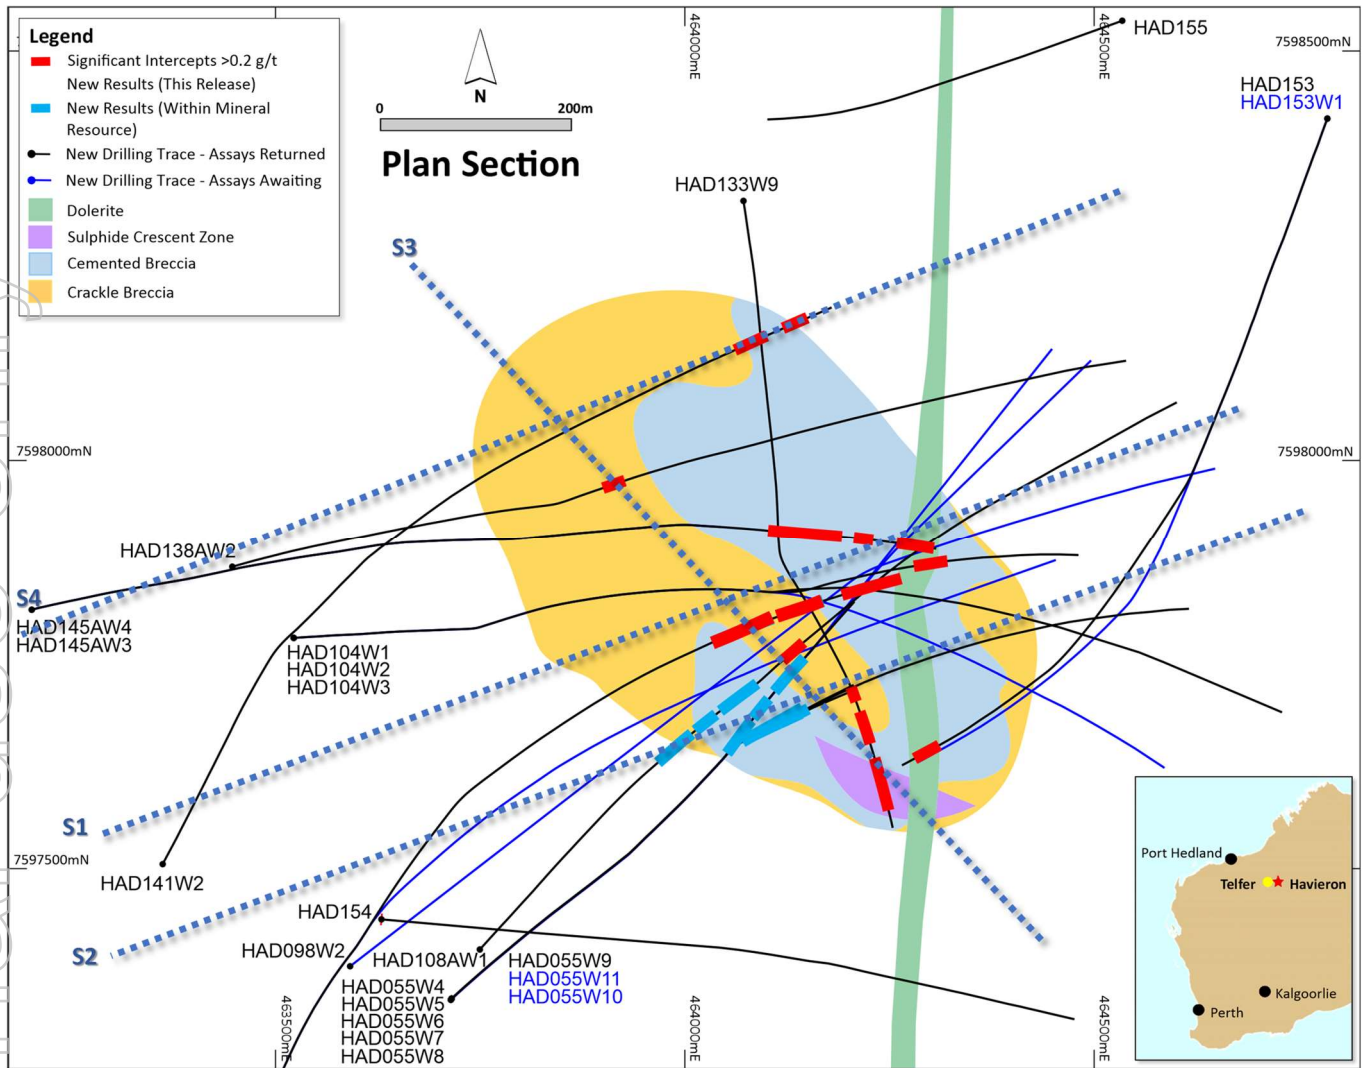 Legend
Significant Intercepts >0.2 g/t
New Results (This Release)
New Results (Within Mineral
Resource)
New Drilling Trace - Assays Returned
New Drilling Trace - Assays Awaiting
Dolerite
Sulphide Crescent Zone
Cemented Breccia
Crackle Breccia
N
0 200m
Plan Section
464000mE
464500mE
HAD155
7598500mN
HAD153
HAD153W1
HAD133W9
S3
7598000mN
7598000mN
HAD138AW2
S4
HAD145AW4
HAD145AW3
HAD104W1
HAD104W2
HAD104W3
S1
7597500mN
HAD141W2
HAD154
HAD098W2
S2
HAD108AW1
HAD055W9
HAD055W11
HAD055W10
HAD055W4
HAD055W5
HAD055W6
HAD055W7
HAD055W8
463500mE
464000mE
464500mE
Port Hedland
Telfer
Havieron
Kalgoorlie
Perth